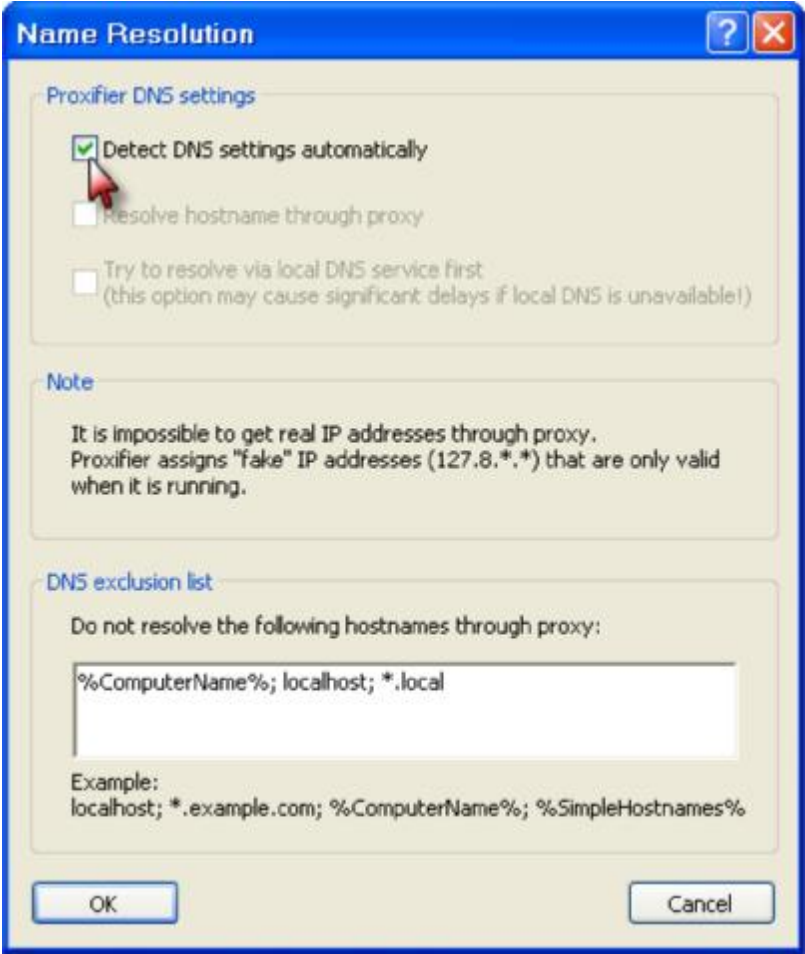 Name Resolution
Proxifier DNS settings
Detect DNS settings automatically
Resolve hostname through proxy
Try to resolve via local DNS service first
(this option may cause significant delays if local DNS is unavailable!)
Note
It is impossible to get real IP addresses through proxy.
Proxifier assigns "fake" IP addresses (127.8.*.*) that are only valid
when it is running.
DNS exclusion list
Do not resolve the following hostnames through proxy:
%ComputerName%; localhost; *.local
Example:
localhost; *.example.com; %ComputerName%; %SimpleHostnames%
OK
Cancel